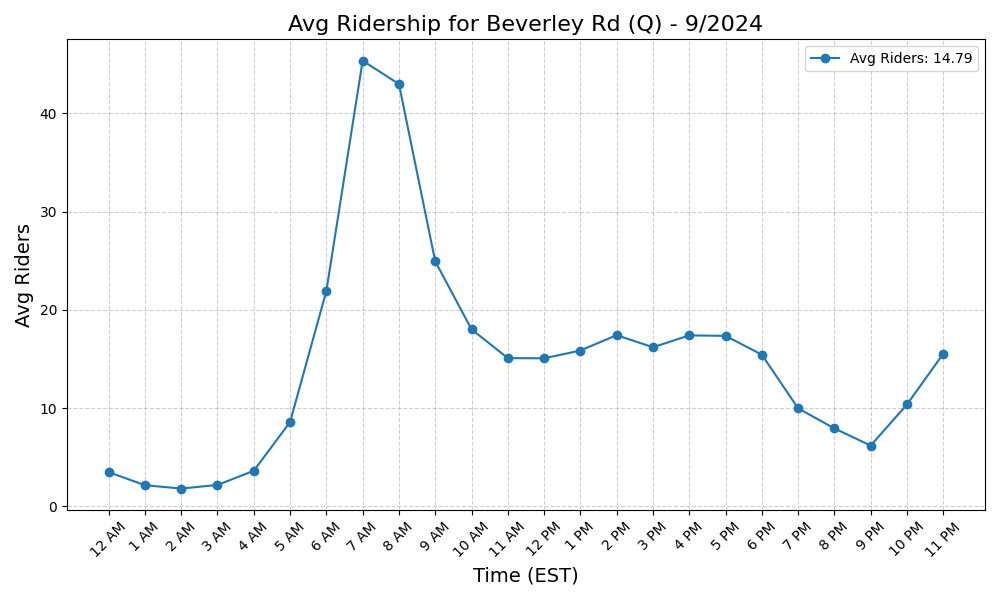 Avg Ridership for Beverley Rd (Q) - 9/2024
Avg Riders: 14.79
Avg Riders
40
30
20
10
0
12 AM
1 AM
2 AM
3 AM
4 AM
5 AM
6 AM
7 AM
8 AM
9 AM
10 AM
11 AM
12 PM
1 PM
2 PM
3 PM
4 PM
5 PM
6 PM
7 PM
8 PM
9 PM
10 PM
11 PM
Time (EST)